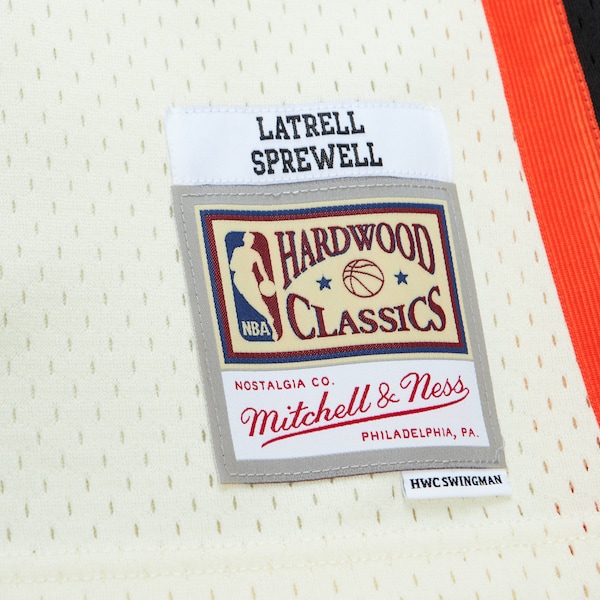 LATRELL
SPREWELL
HARDWOOD
CLASSICS
NBA
NOSTALGIA CO.
Mitchell & Ness
PHILADELPHIA, PA.
HWC SWINGMAN